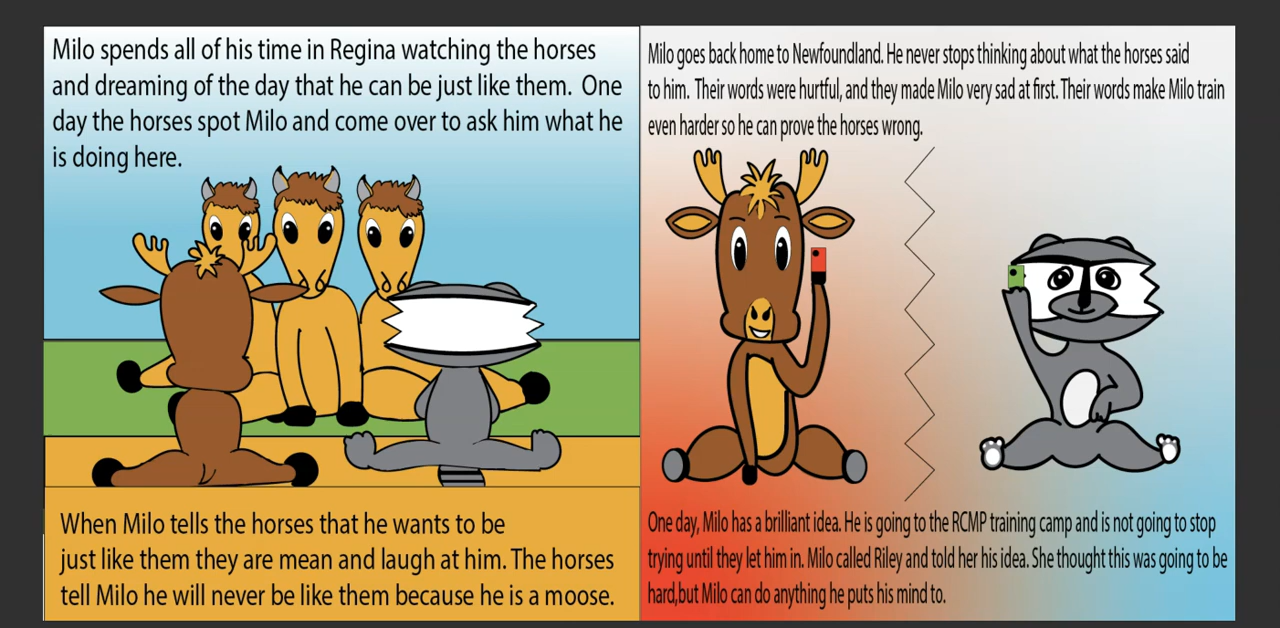 Milo spends all of his time in Regina watching the horses
and dreaming of the day that he can be just like them. One
day the horses spot Milo and come over to ask him what he
is doing here.
When Milo tells the horses that he wants to be
just like them they are mean and laugh at him. The horses
tell Milo he will never be like them because he is a moose.
Milo goes back home to Newfoundland. He never stops thinking about what the horses said
to him. Their words were hurtful, and they made Milo very sad at first. Their words make Milo train
even harder so he can prove the horses wrong.
One day, Milo has a brilliant idea. He is going to the RCMP training camp and is not going to stop
trying until they let him in. Milo called Riley and told her his idea. She thought this was going to be
hard,but Milo can do anything he puts his mind to.